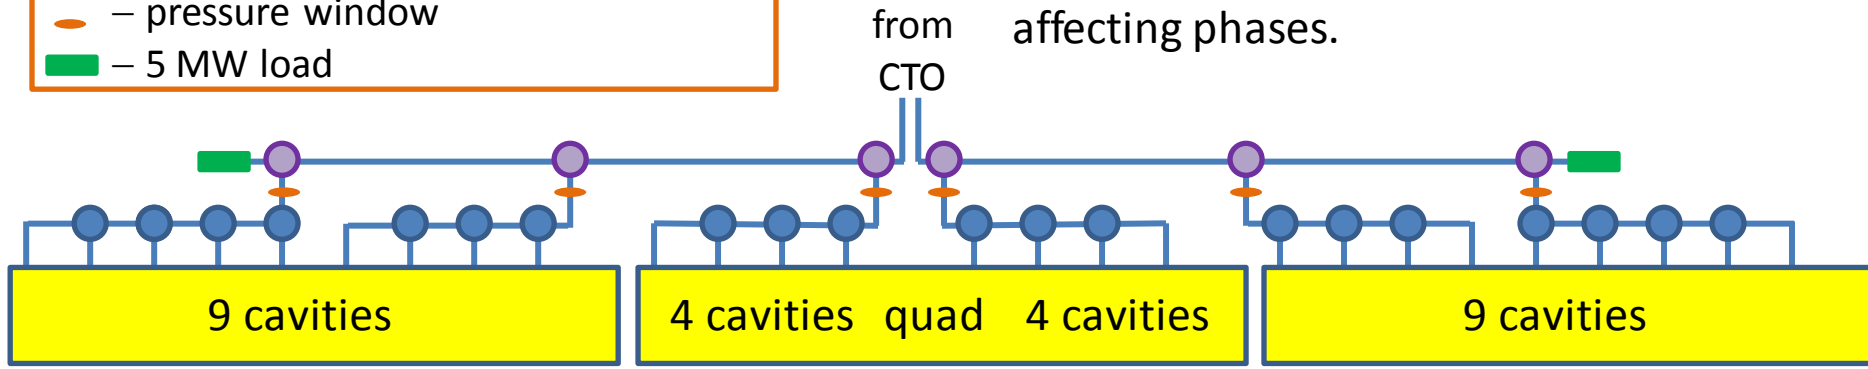 – pressure window
– 5 MW load
from
CTO
affecting phases.
9 cavities
4 cavities quad 4 cavities
9 cavities